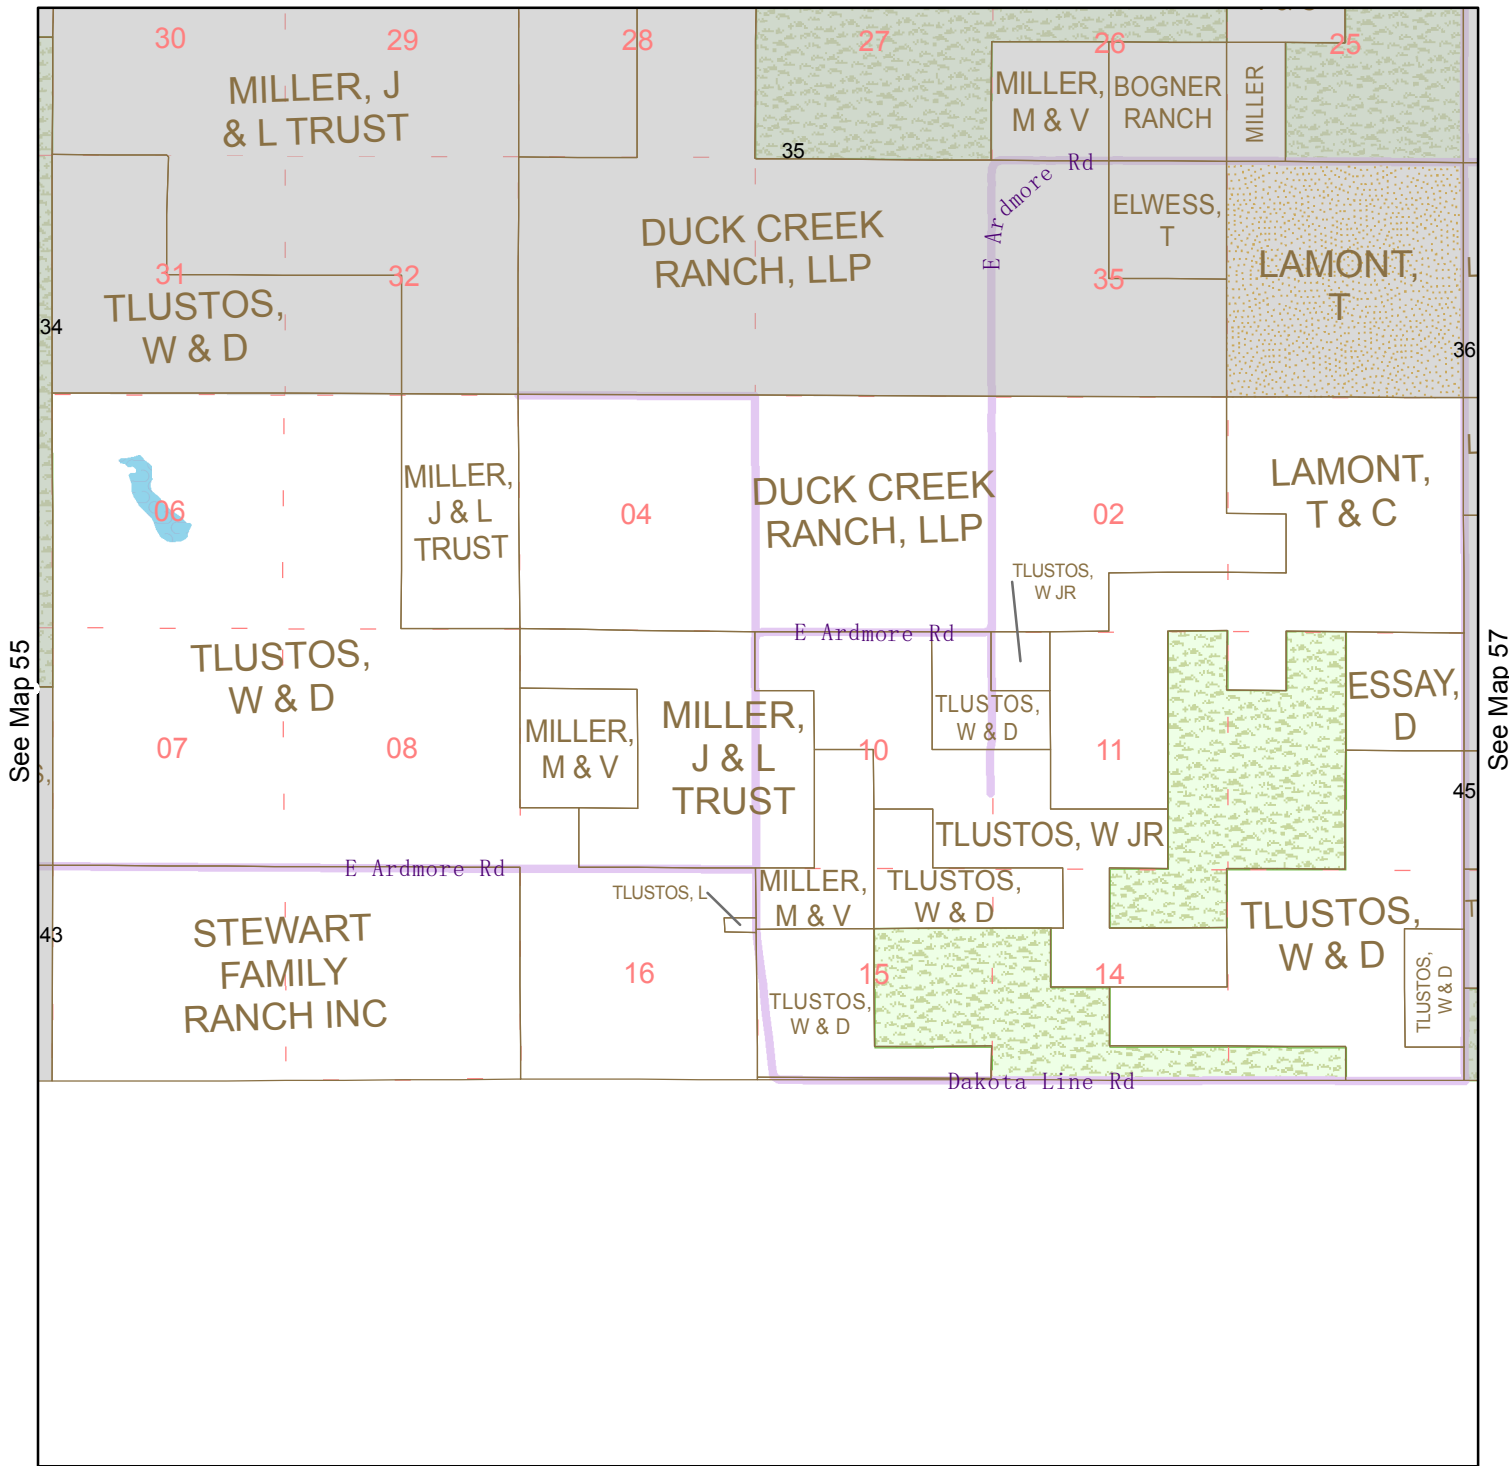 30
29
28
27
26
25
MILLER, J
& L TRUST
MILLER,
M & V
BOGNER
RANCH
MILLER
35
E Ardmore Rd
ELWESS,
T
DUCK CREEK
RANCH, LLP
LAMONT,
T
31
32
35
TLUSTOS,
W & D
34
36
L
L
MILLER,
J & L
TRUST
DUCK CREEK
RANCH, LLP
LAMONT,
T & C
06
04
02
TLUSTOS,
W JR
E Ardmore Rd
TLUSTOS,
W & D
See Map 55
See Map 57
ESSAY,
D
MILLER,
M & V
MILLER,
J & L
TRUST
TLUSTOS,
W & D
07
08
10
11
S,
45
TLUSTOS, W JR
E Ardmore Rd
TLUSTOS, L
MILLER,
M & V
TLUSTOS,
W & D
TLUSTOS,
W & D
T
43
STEWART
FAMILY
RANCH INC
16
15
14
TLUSTOS,
W & D
TLUSTOS,
W & D
Dakota Line Rd